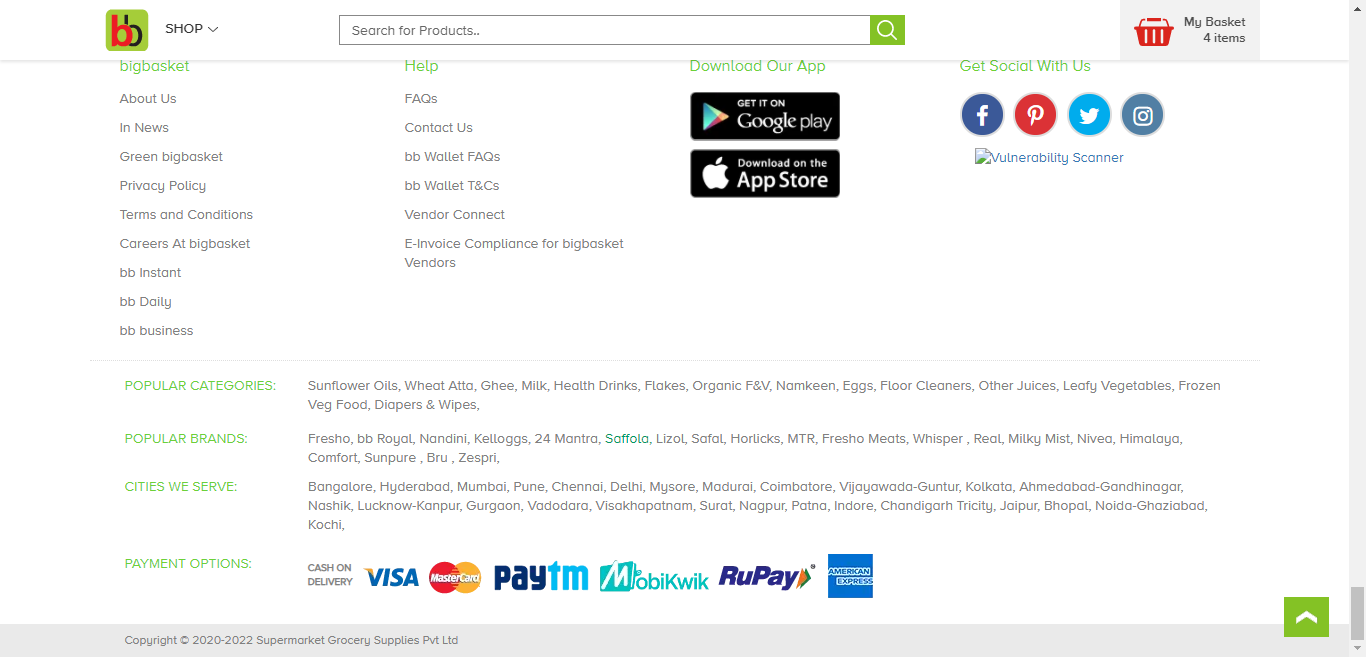 bb SHOP
Search for Products..
My Basket
4 items
bigbasket
About Us
In News
Green bigbasket
Privacy Policy
Terms and Conditions
Careers At bigbasket
bb Instant
bb Daily
bb business
Help
FAQs
Contact Us
bb Wallet FAQs
bb Wallet T&Cs
Vendor Connect
E-Invoice Compliance for bigbasket
Vendors
Download Our App
GET IT ON
Google play
Download on the
App Store
Get Social With Us
Vulnerability Scanner
POPULAR CATEGORIES:
Sunflower Oils, Wheat Atta, Ghee, Milk, Health Drinks, Flakes, Organic F&V, Namkeen, Eggs, Floor Cleaners, Other Juices, Leafy Vegetables, Frozen
Veg Food, Diapers & Wipes,
POPULAR BRANDS:
Fresho, bb Royal, Nandini, Kelloggs, 24 Mantra, Saffola, Lizol, Safal, Horlicks, MTR, Fresho Meats, Whisper , Real, Milky Mist, Nivea, Himalaya,
Comfort, Sunpure , Bru , Zespri,
CITIES WE SERVE:
Bangalore, Hyderabad, Mumbai, Pune, Chennai, Delhi, Mysore, Madurai, Coimbatore, Vijayawada-Guntur, Kolkata, Ahmedabad-Gandhinagar,
Nashik, Lucknow-Kanpur, Gurgaon, Vadodara, Visakhapatnam, Surat, Nagpur, Patna, Indore, Chandigarh Tricity, Jaipur, Bhopal, Noida-Ghaziabad,
Kochi,
PAYMENT OPTIONS:
CASH ON
DELIVERY
VISA
MasterCard
Paytm
MobiKwik
RuPay
AMERICAN
EXPRESS
Copyright © 2020-2022 Supermarket Grocery Supplies Pvt Ltd